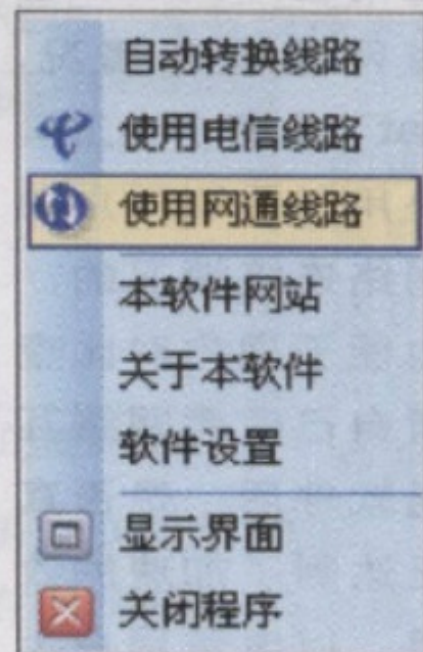 自动转换线路
使用电信线路
使用网通线路
本软件网站
关于本软件
软件设置
显示界面
关闭程序